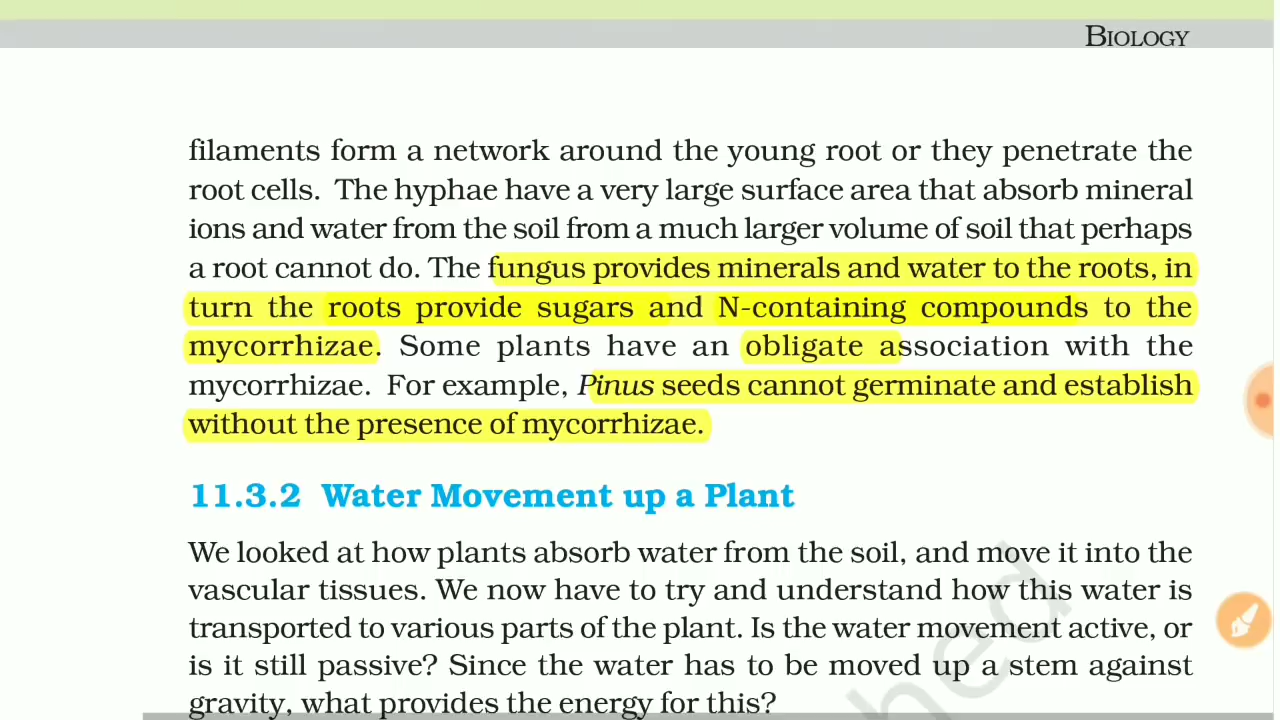 BIOLOGY
filaments form a network around the young root or they penetrate the
root cells. The hyphae have a very large surface area that absorb mineral
ions and water from the soil from a much larger volume of soil that perhaps
a root cannot do. The fungus provides minerals and water to the roots, in
turn the roots provide sugars and N-containing compounds to the
mycorrhizae. Some plants have an obligate association with the
mycorrhizae. For example, Pinus seeds cannot germinate and establish
without the presence of mycorrhizae.
11.3.2 Water Movement up a Plant
We looked at how plants absorb water from the soil, and move it into the
vascular tissues. We now have to try and understand how this water is
transported to various parts of the plant. Is the water movement active, or
is it still passive? Since the water has to be moved up a stem against
gravity, what provides the energy for this?
hed